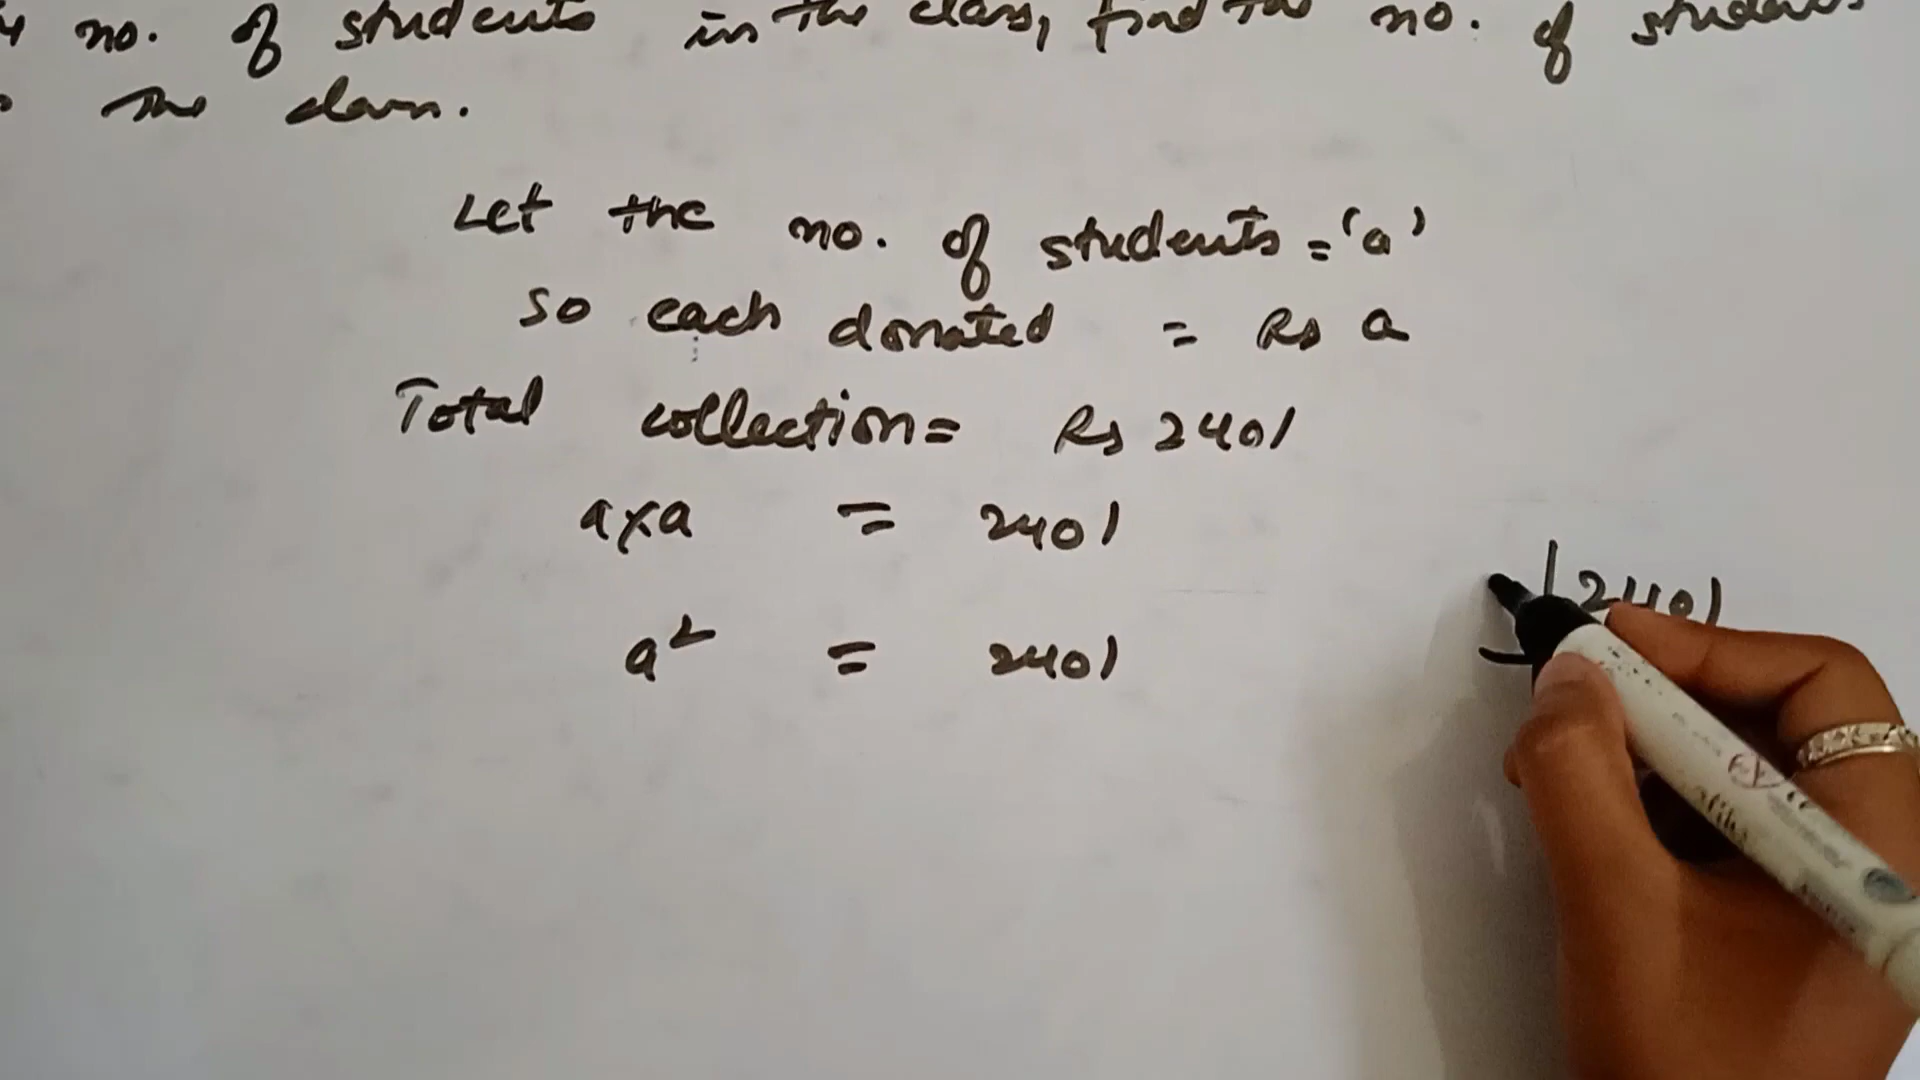 no. of students in the class, find the no. of students
the class.
Let the no. of students = 'a'
so each donated = Rs a
Total collection = Rs 2401
a x a = 2401
a² = 2401
2401